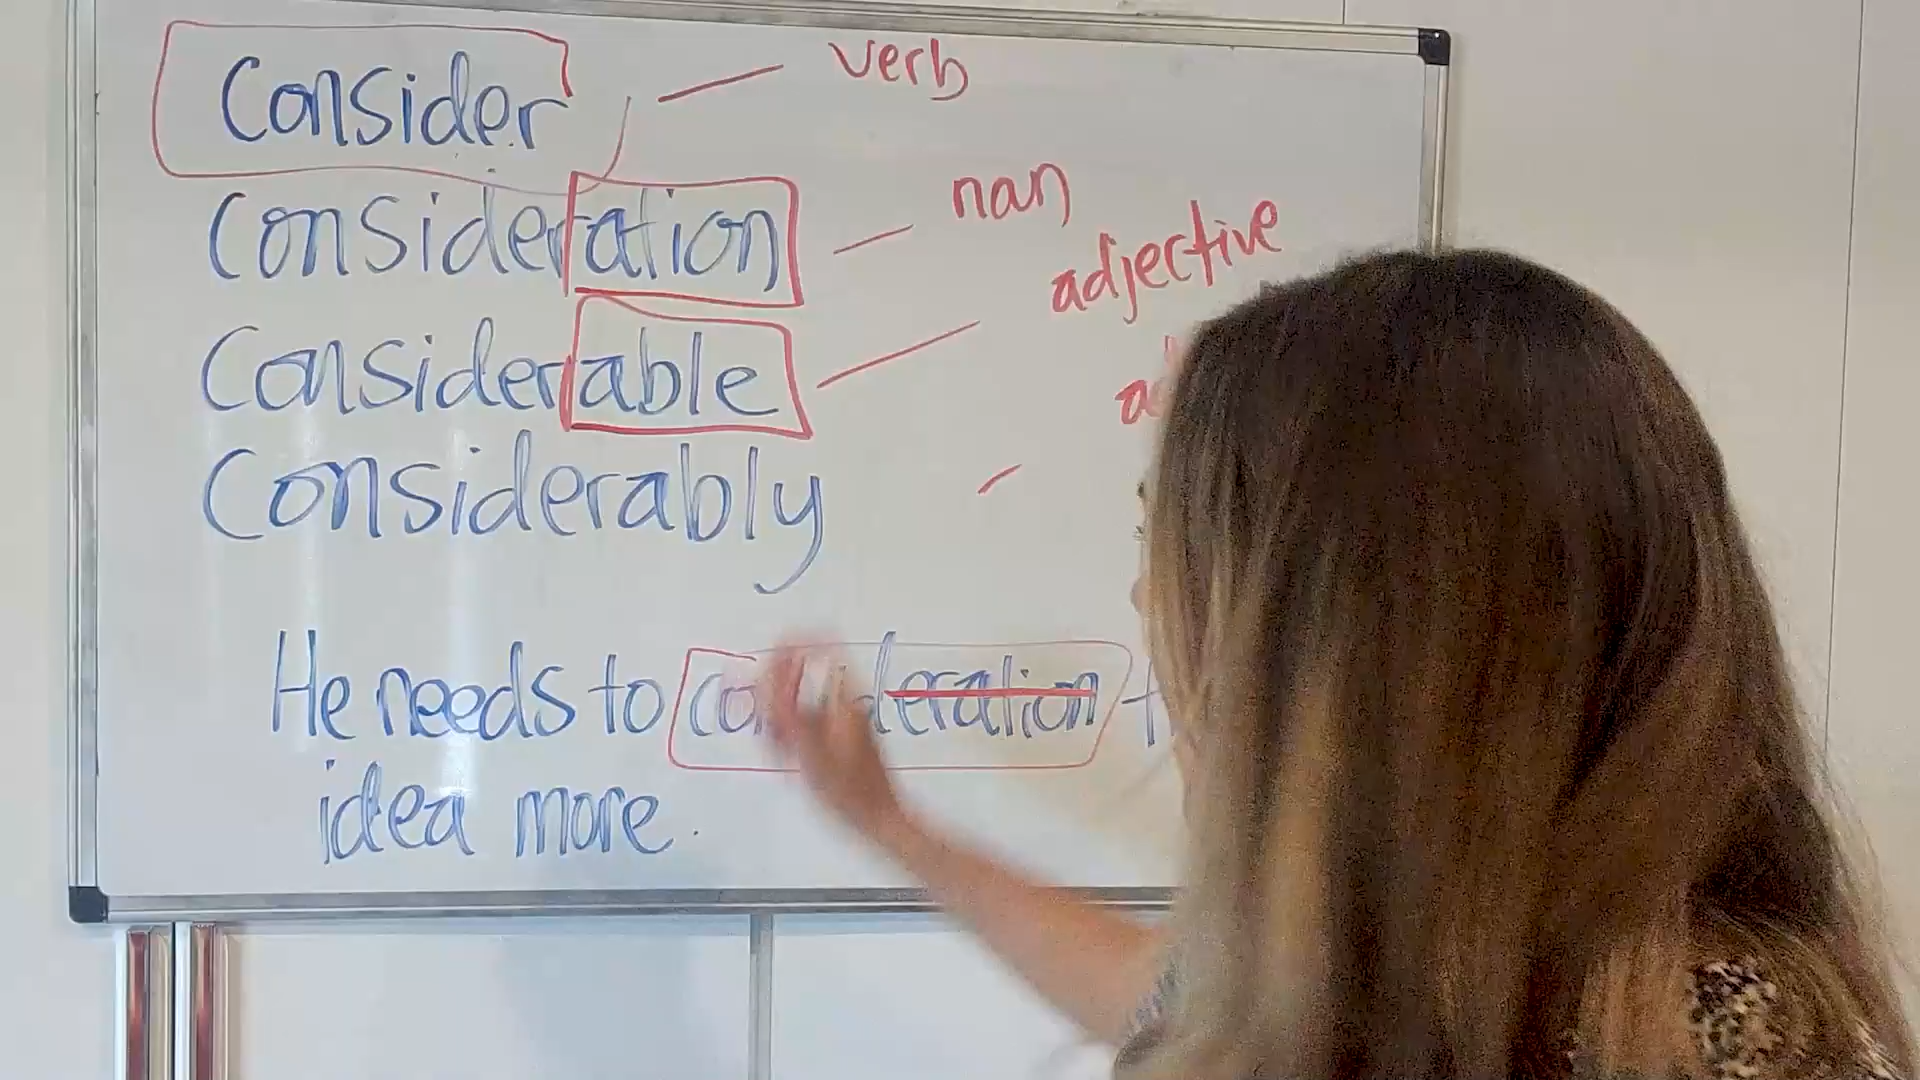 Consider verb
Consideration nan
Considerable adjective
Considerably
He needs to consideration
idea more.